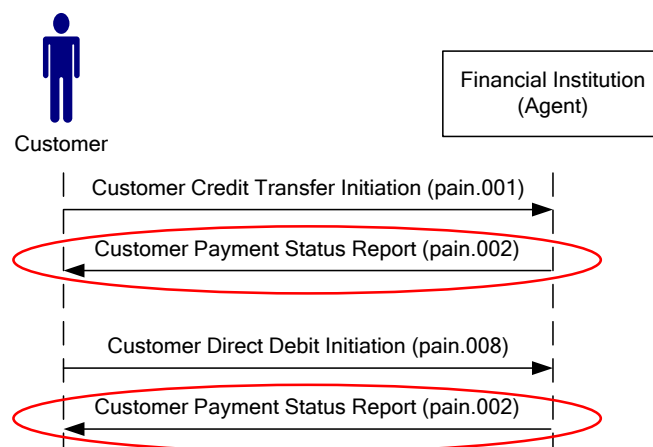 Financial Institution
(Agent)
Customer
Customer Credit Transfer Initiation (pain.001)
Customer Payment Status Report (pain.002)
Customer Direct Debit Initiation (pain.008)
Customer Payment Status Report (pain.002)